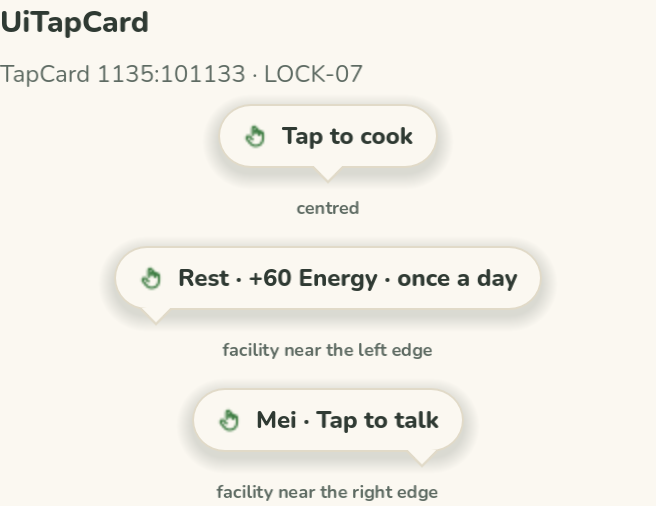 UiTapCard
TapCard 1135:101133 · LOCK-07
Tap to cook
centred
Rest · +60 Energy · once a day
facility near the left edge
Mei · Tap to talk
facility near the right edge